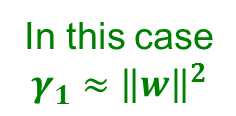 In this case
γ₁ ≈ ‖w‖²